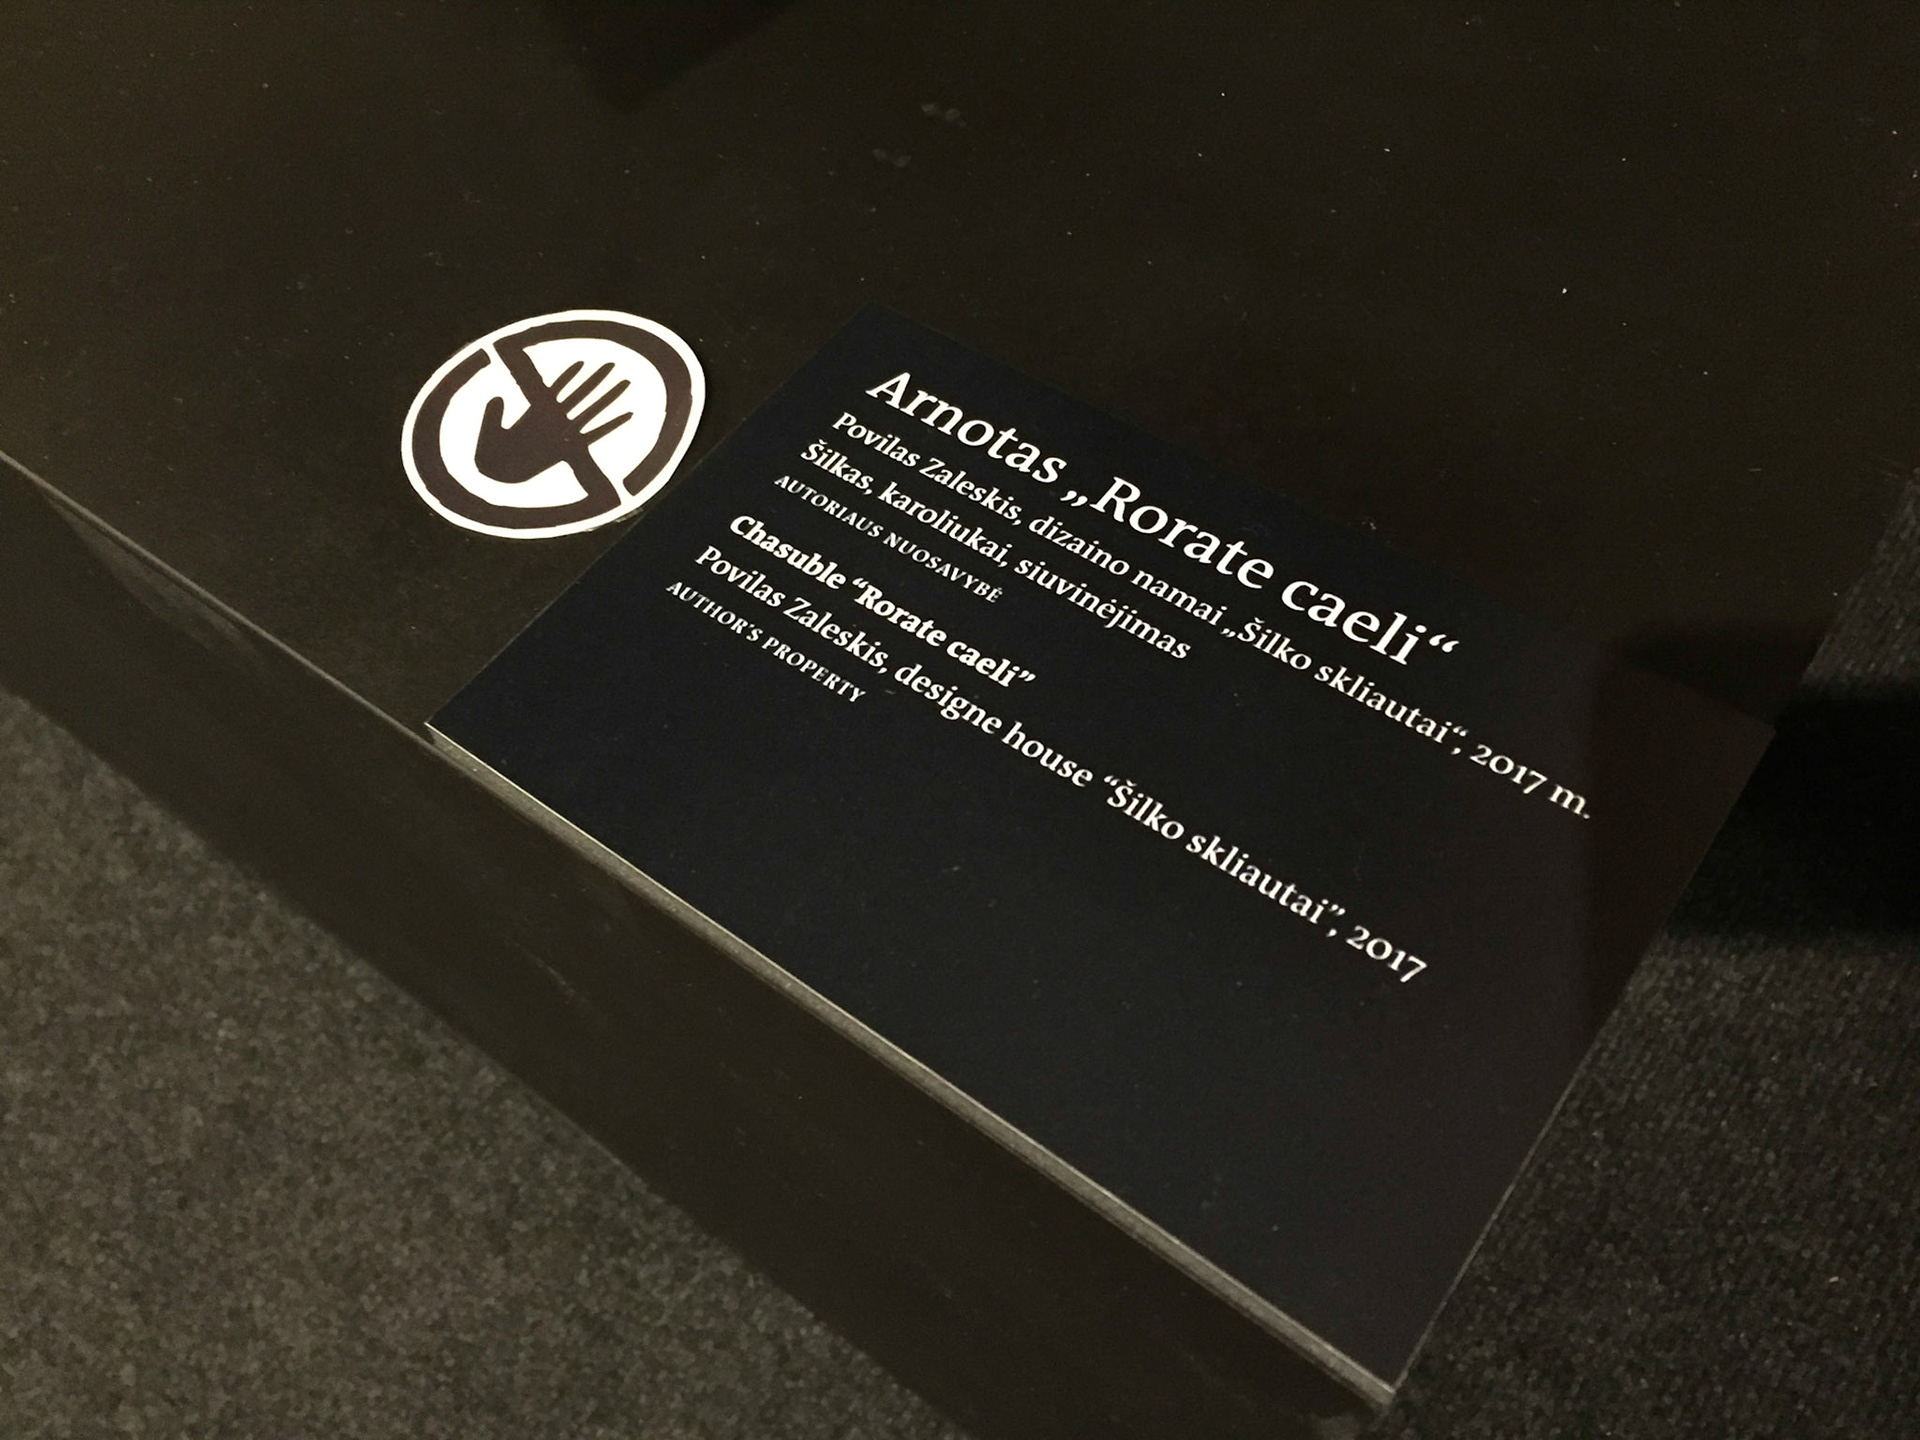 Arnotas „Rorate caeli“
Povilas Zaleskis, dizaino namai „Šilko skliautai“, 2017 m.
Šilkas, karoliukai, siuvinėjimas
AUTORIAUS NUOSAVYBĖ
Chasuble “Rorate caeli”
Povilas Zaleskis, designe house “Šilko skliautai”, 2017
AUTHOR'S PROPERTY